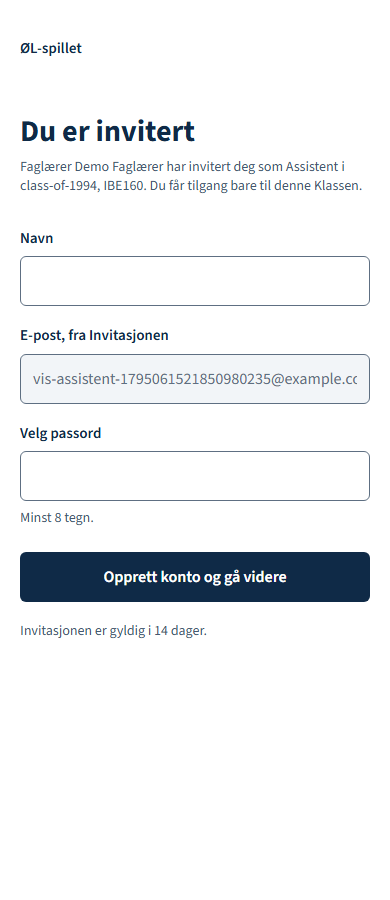 ØL-spillet
Du er invitert
Faglærer Demo Faglærer har invitert deg som Assistent i
class-of-1994, IBE160. Du får tilgang bare til denne Klassen.
Navn
E-post, fra Invitasjonen
vis-assistent-1795061521850980235@example.cc
Velg passord
Minst 8 tegn.
Opprett konto og gå videre
Invitasjonen er gyldig i 14 dager.